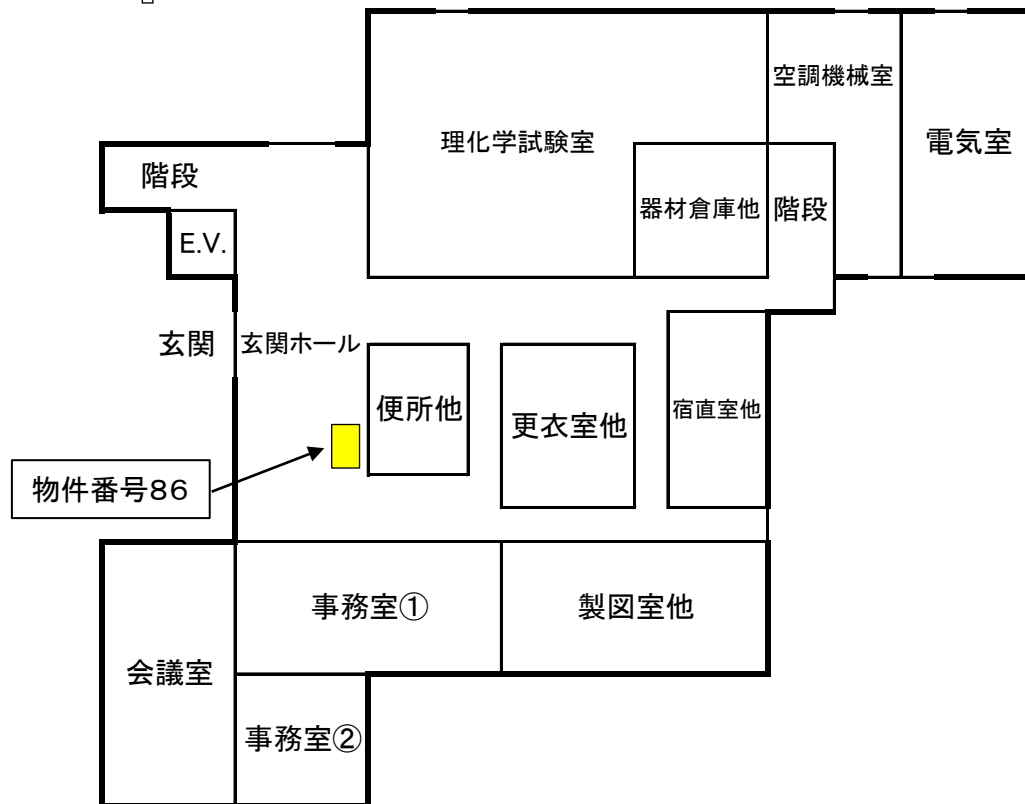 空調機械室
理化学試験室
電気室
階段
器材倉庫他
階段
E.V.
玄関
玄関ホール
便所他
更衣室他
宿直室他
物件番号86
事務室①
製図室他
会議室
事務室②